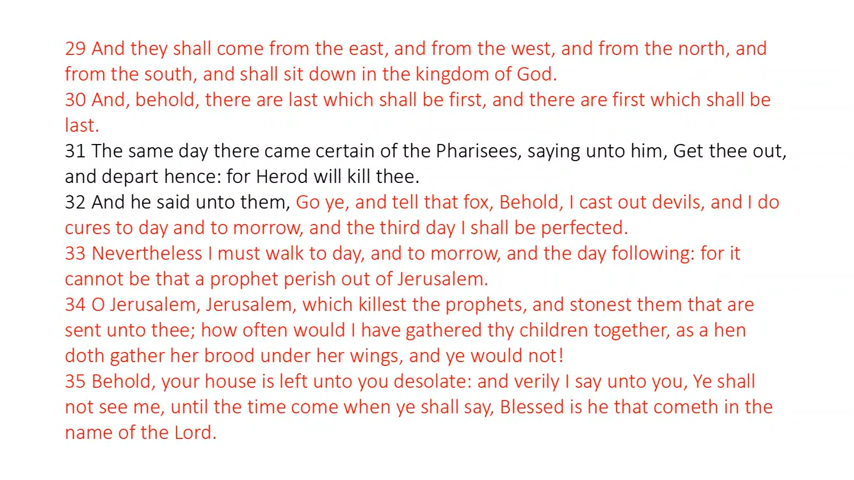 29 And they shall come from the east, and from the west, and from the north, and
from the south, and shall sit down in the kingdom of God.
30 And, behold, there are last which shall be first, and there are first which shall be
last.
31 The same day there came certain of the Pharisees, saying unto him, Get thee out,
and depart hence: for Herod will kill thee.
32 And he said unto them, Go ye, and tell that fox, Behold, I cast out devils, and I do
cures to day and to morrow, and the third day I shall be perfected.
33 Nevertheless I must walk to day, and to morrow, and the day following: for it
cannot be that a prophet perish out of Jerusalem.
34 O Jerusalem, Jerusalem, which killest the prophets, and stonest them that are
sent unto thee; how often would I have gathered thy children together, as a hen
doth gather her brood under her wings, and ye would not!
35 Behold, your house is left unto you desolate: and verily I say unto you, Ye shall
not see me, until the time come when ye shall say, Blessed is he that cometh in the
name of the Lord.